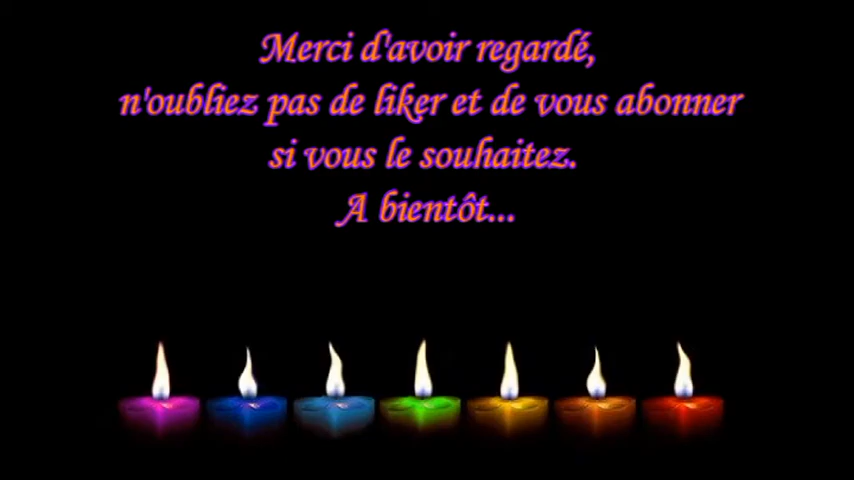 Merci d'avoir regardé,
n'oubliez pas de liker et de vous abonner
si vous le souhaitez.
A bientôt...